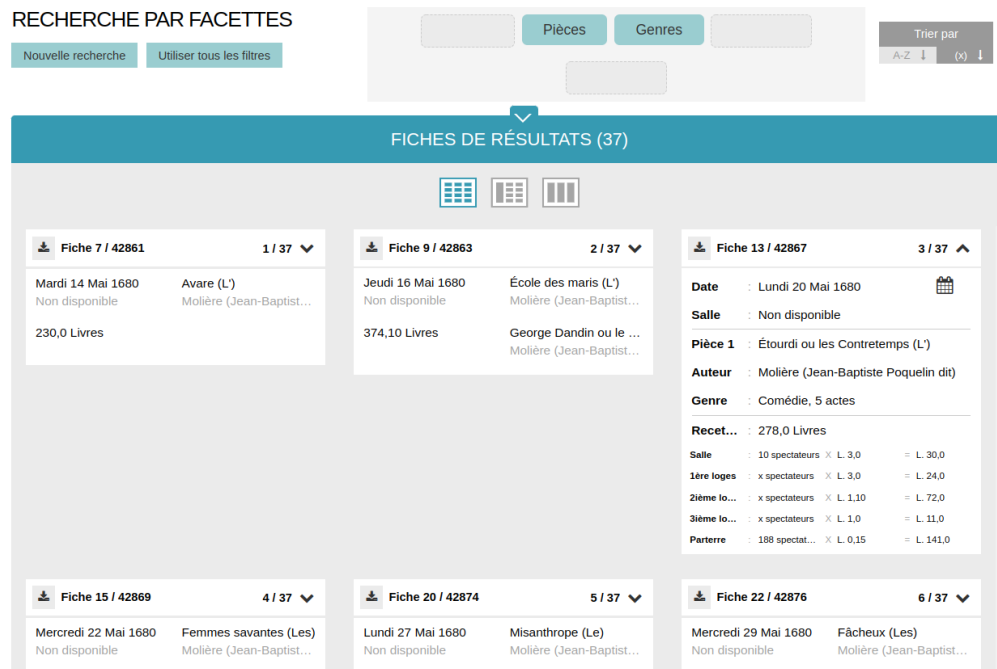 RECHERCHE PAR FACETTES
Nouvelle recherche
Utiliser tous les filtres
Pièces
Genres
Trier par
A-Z
(x)
FICHES DE RÉSULTATS (37)
Fiche 7 / 42861
1 / 37
Mardi 14 Mai 1680
Avare (L')
Non disponible
Molière (Jean-Baptist…
230,0 Livres
Fiche 9 / 42863
2 / 37
Jeudi 16 Mai 1680
École des maris (L')
Non disponible
Molière (Jean-Baptist…
374,10 Livres
George Dandin ou le …
Molière (Jean-Baptist…
Fiche 13 / 42867
3 / 37
Date : Lundi 20 Mai 1680
Salle : Non disponible
Pièce 1 : Étourdi ou les Contretemps (L')
Auteur : Molière (Jean-Baptiste Poquelin dit)
Genre : Comédie, 5 actes
Recet… : 278,0 Livres
Salle : 10 spectateurs X L. 3,0 = L. 30,0
1ère loges : x spectateurs X L. 3,0 = L. 24,0
2ième lo… : x spectateurs X L. 1,10 = L. 72,0
3ième lo… : x spectateurs X L. 1,0 = L. 11,0
Parterre : 188 spectat… X L. 0,15 = L. 141,0
Fiche 15 / 42869
4 / 37
Mercredi 22 Mai 1680
Femmes savantes (Les)
Non disponible
Molière (Jean-Baptist…
Fiche 20 / 42874
5 / 37
Lundi 27 Mai 1680
Misanthrope (Le)
Non disponible
Molière (Jean-Baptist…
Fiche 22 / 42876
6 / 37
Mercredi 29 Mai 1680
Fâcheux (Les)
Non disponible
Molière (Jean-Baptist…